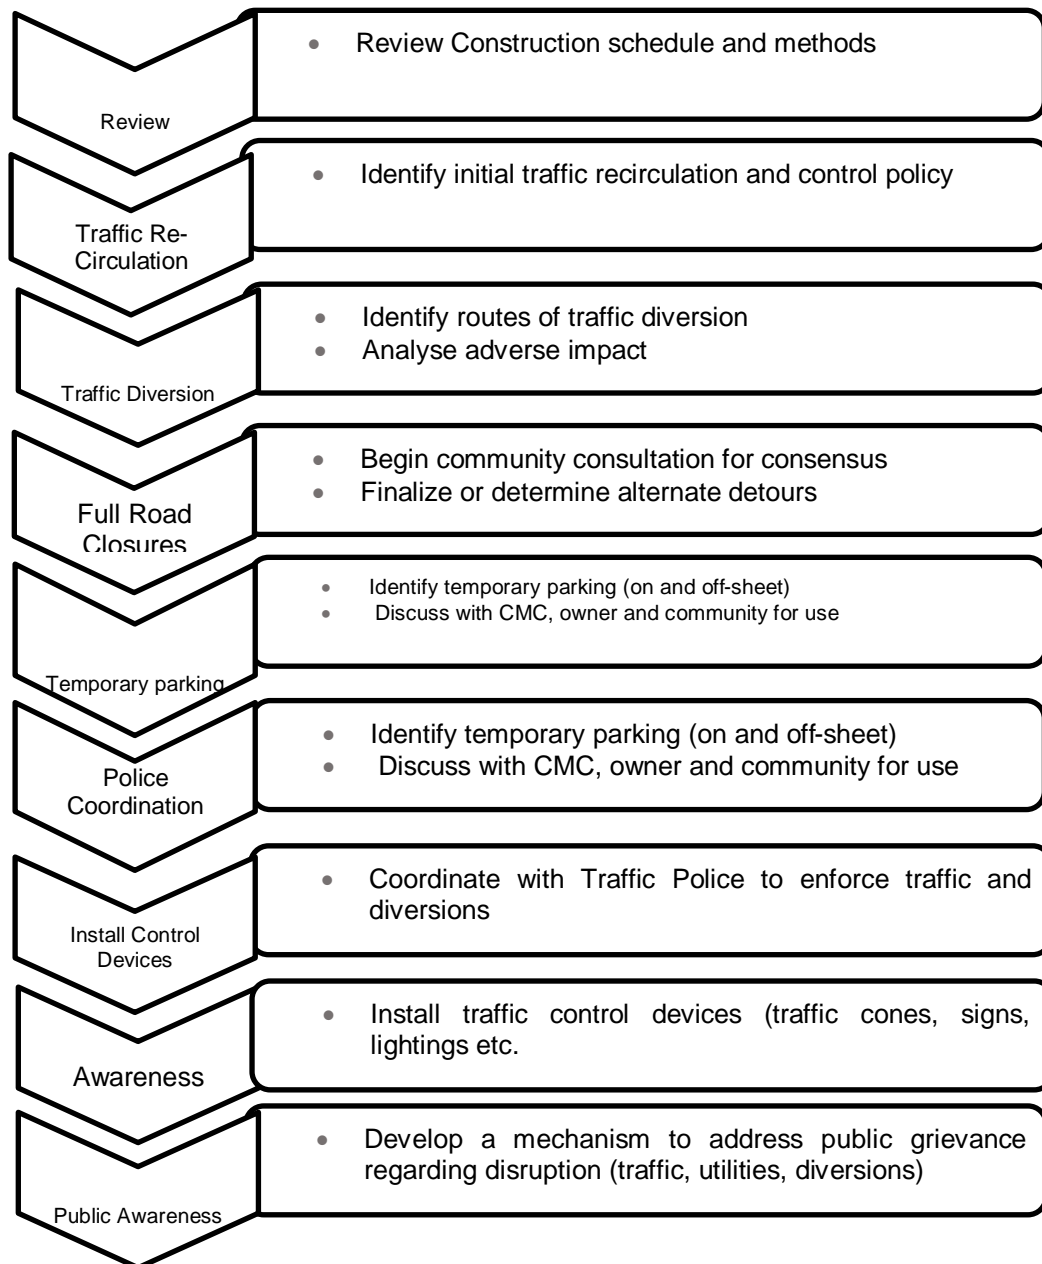 • Review Construction schedule and methods
Review
• Identify initial traffic recirculation and control policy
Traffic Re-
Circulation
• Identify routes of traffic diversion
• Analyse adverse impact
Traffic Diversion
• Begin community consultation for consensus
• Finalize or determine alternate detours
Full Road
Closures
• Identify temporary parking (on and off-sheet)
• Discuss with CMC, owner and community for use
Temporary parking
• Identify temporary parking (on and off-sheet)
• Discuss with CMC, owner and community for use
Police
Coordination
• Coordinate with Traffic Police to enforce traffic and
diversions
Install Control
Devices
• Install traffic control devices (traffic cones, signs,
lightings etc.
Awareness
• Develop a mechanism to address public grievance
regarding disruption (traffic, utilities, diversions)
Public Awareness